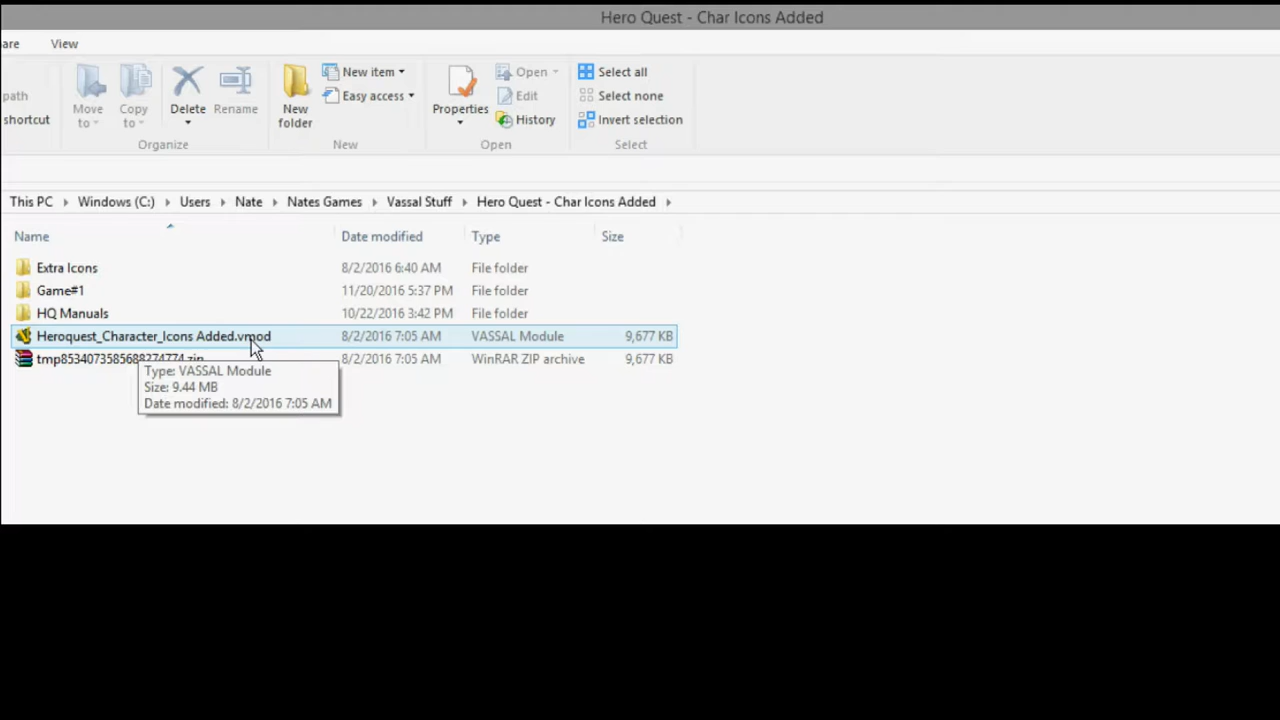 Hero Quest - Char Icons Added
are View
path
shortcut
Move to
Copy to
Delete
Rename
New folder
New item
Easy access
Properties
Open
Edit
History
Select all
Select none
Invert selection
Organize
New
Open
Select
This PC Windows (C:) Users Nate Nates Games Vassal Stuff Hero Quest - Char Icons Added
Name Date modified Type Size
Extra Icons 8/2/2016 6:40 AM File folder
Game#1 11/20/2016 5:37 PM File folder
HQ Manuals 10/22/2016 3:42 PM File folder
Heroquest_Character_Icons Added.vmod 8/2/2016 7:05 AM VASSAL Module 9,677 KB
tmp8534073585688274774.zip 8/2/2016 7:05 AM WinRAR ZIP archive 9,677 KB
Type: VASSAL Module
Size: 9.44 MB
Date modified: 8/2/2016 7:05 AM